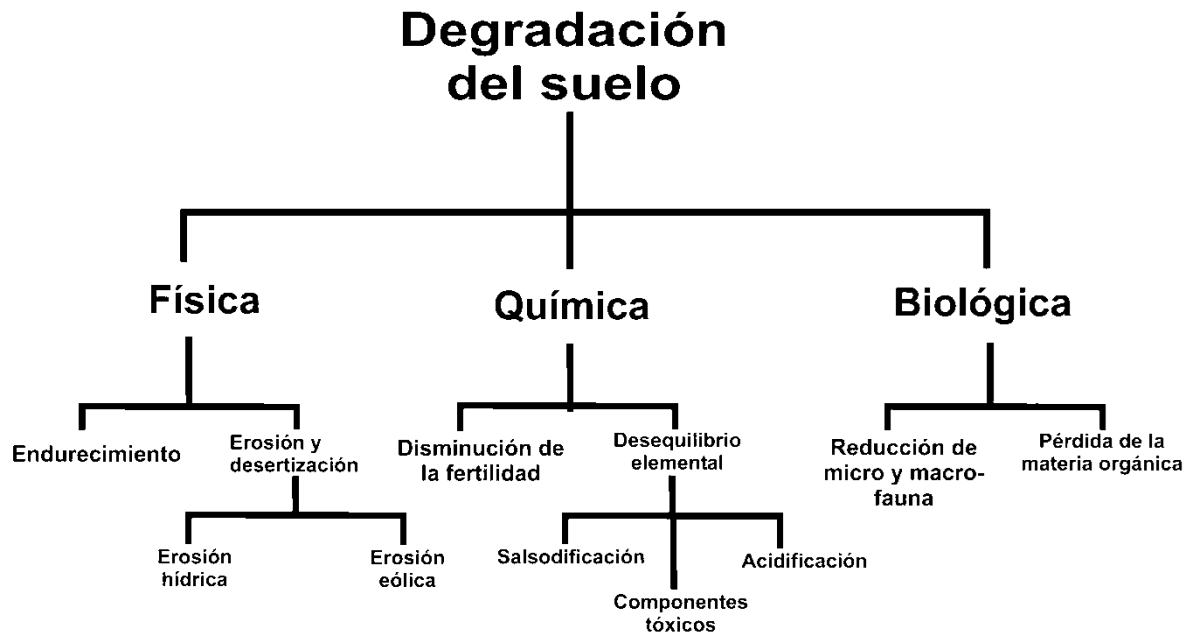 Degradación
del suelo
Física
Química
Biológica
Endurecimiento
Erosión y
desertización
Disminución de
la fertilidad
Desequilibrio
elemental
Reducción de
micro y macro-
fauna
Pérdida de la
materia orgánica
Erosión
hídrica
Erosión
eólica
Salsodificación
Componentes
tóxicos
Acidificación